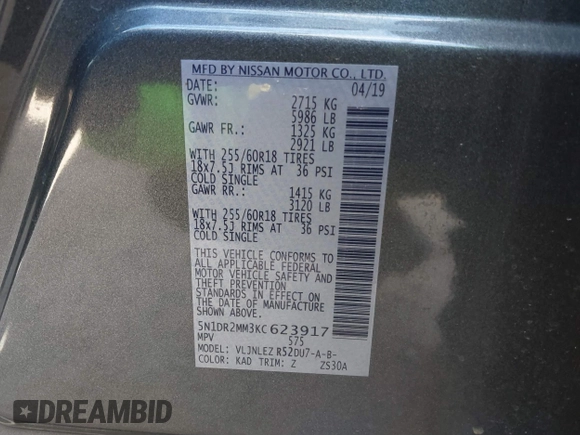 MFD BY NISSAN MOTOR CO., LTD.
DATE: 04/19
GVWR: 2715 KG
5986 LB
GAWR FR.: 1325 KG
2921 LB
WITH 255/60R18 TIRES
18x7.5J RIMS AT 36 PSI
COLD SINGLE
GAWR RR.: 1415 KG
3120 LB
WITH 255/60R18 TIRES
18x7.5J RIMS AT 36 PSI
COLD SINGLE
THIS VEHICLE CONFORMS TO
ALL APPLICABLE FEDERAL
MOTOR VEHICLE SAFETY AND
THEFT PREVENTION
STANDARDS IN EFFECT ON
THE DATE OF MANUFACTURE
SHOWN ABOVE.
5N1DR2MM3KC623917
MPV 575
MODEL: VLJNLEZ R52DU7-A-B-
COLOR: KAD TRIM: Z ZS30A
DREAMBID